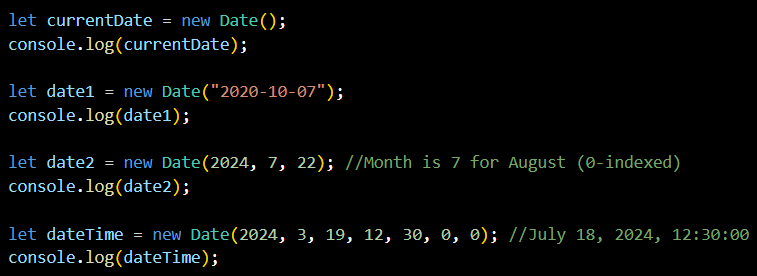 let currentDate = new Date();
console.log(currentDate);
let date1 = new Date("2020-10-07");
console.log(date1);
let date2 = new Date(2024, 7, 22); //Month is 7 for August (0-indexed)
console.log(date2);
let dateTime = new Date(2024, 3, 19, 12, 30, 0, 0); //July 18, 2024, 12:30:00
console.log(dateTime);